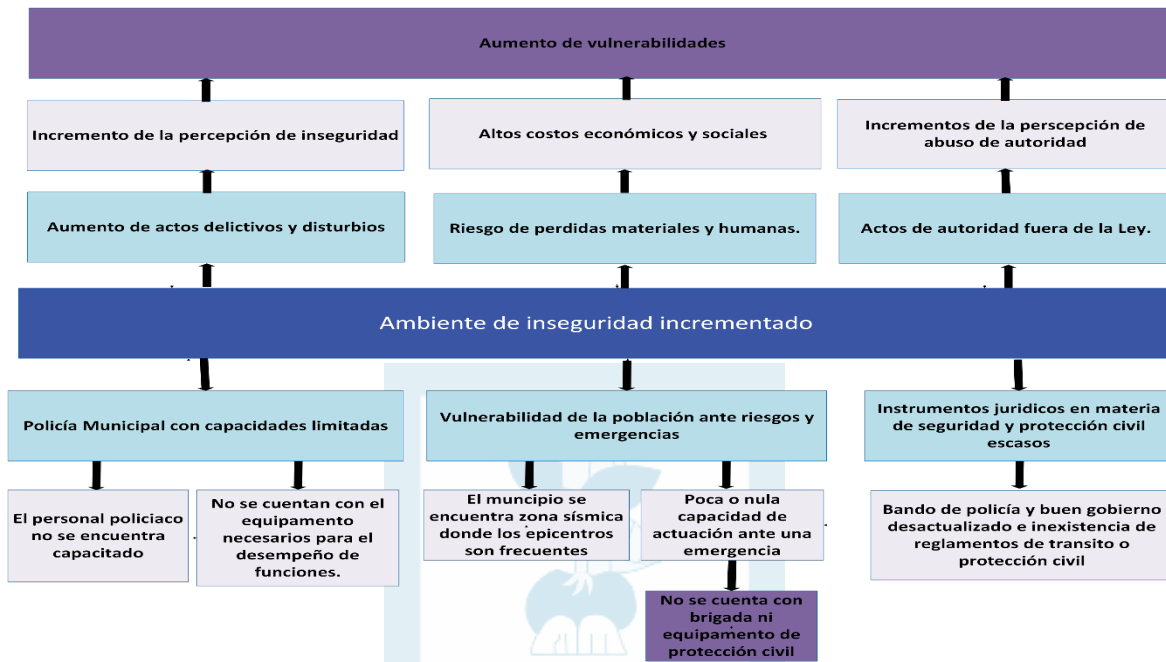 Aumento de vulnerabilidades
Incremento de la percepción de inseguridad
Altos costos económicos y sociales
Incrementos de la perscepción de
abuso de autoridad
Aumento de actos delictivos y disturbios
Riesgo de perdidas materiales y humanas.
Actos de autoridad fuera de la Ley.
Ambiente de inseguridad incrementado
Policía Municipal con capacidades limitadas
Vulnerabilidad de la población ante riesgos y
emergencias
Instrumentos juridicos en materia
de seguridad y protección civil
escasos
El personal policiaco
no se encuentra
capacitado
No se cuentan con el
equipamento
necesarios para el
desempeño de
funciones.
El muncipio se
encuentra zona sísmica
donde los epicentros
son frecuentes
Poca o nula
capacidad de
actuación ante una
emergencia
Bando de policía y buen gobierno
desactualizado e inexistencia de
reglamentos de transito o
protección civil
No se cuenta con
brigada ni
equipamento de
protección civil